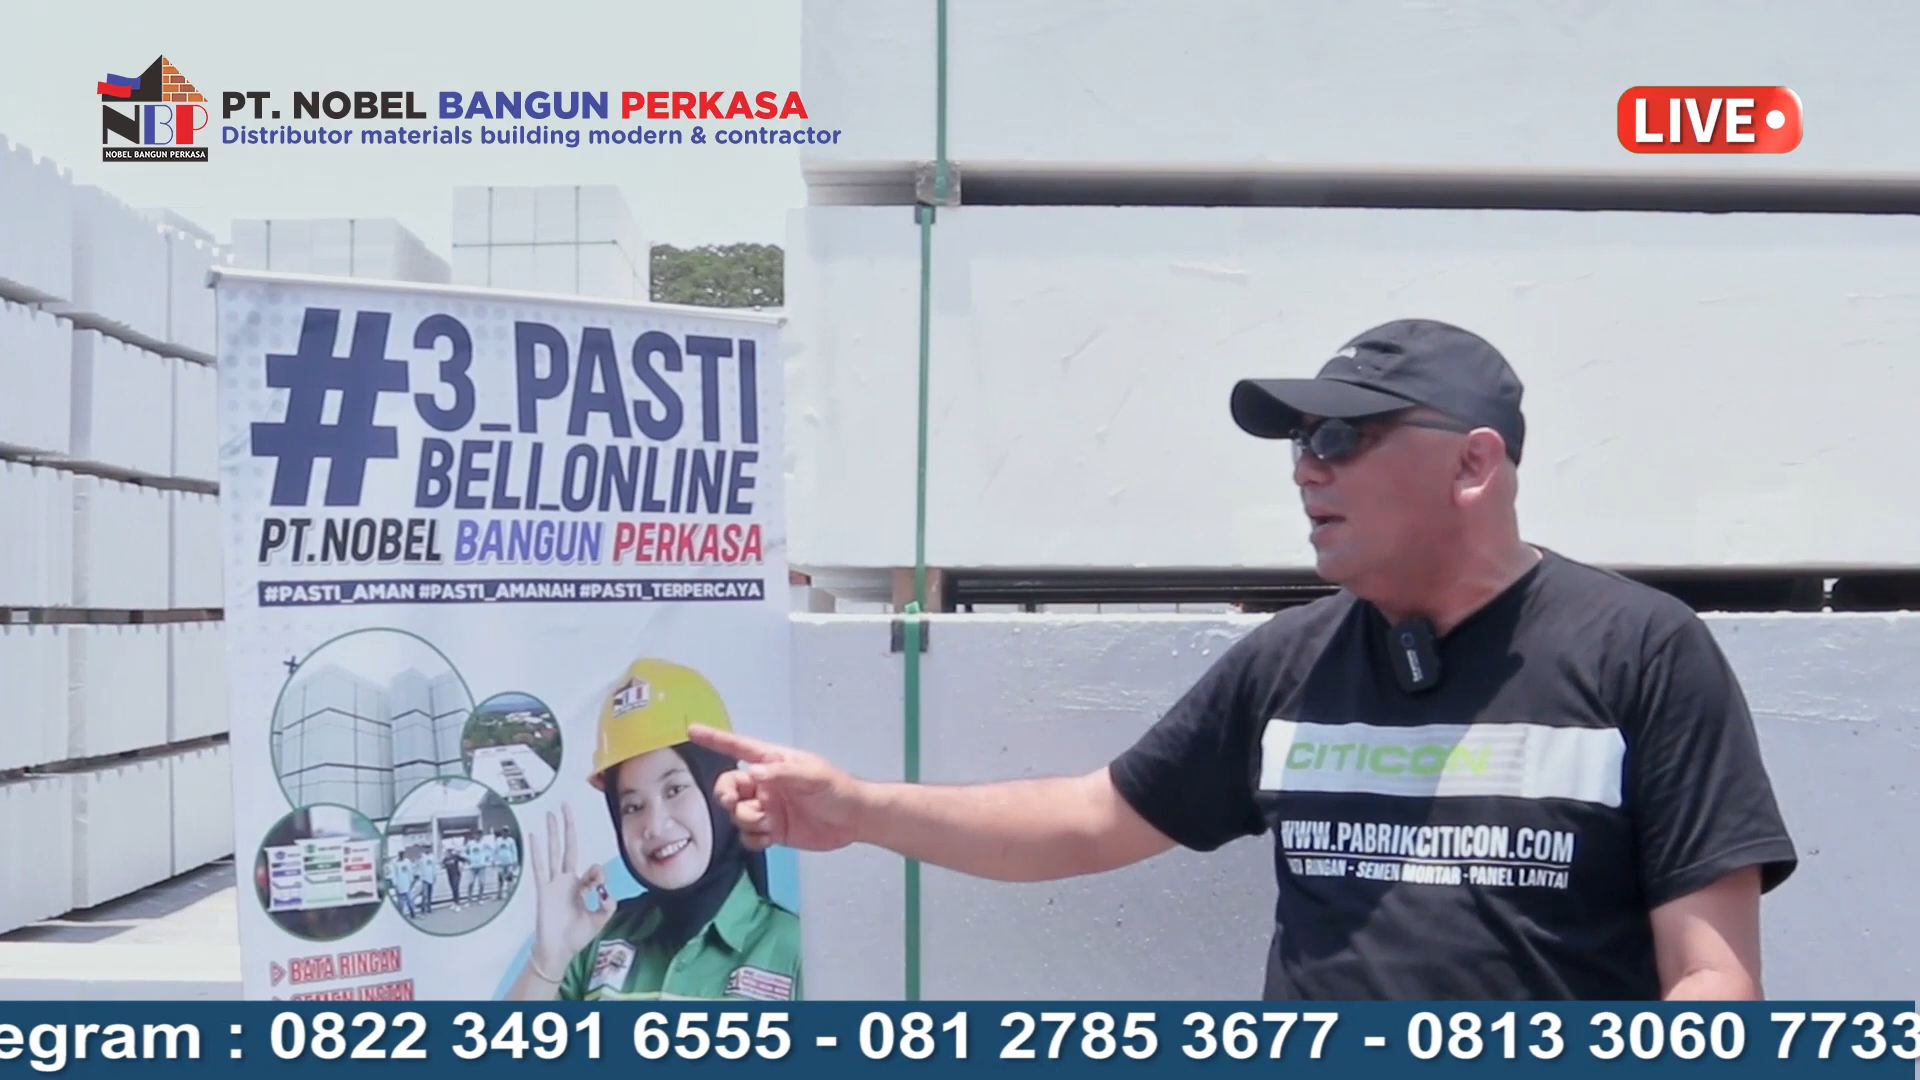 NBP
NOBEL BANGUN PERKASA
PT. NOBEL BANGUN PERKASA
Distributor materials building modern & contractor
LIVE
#3_PASTI
BELI_ONLINE
PT.NOBEL BANGUN PERKASA
#PASTI_AMAN #PASTI_AMANAH #PASTI_TERPERCAYA
BATA RINGAN
CITICON
WWW.PABRIKCITICON.COM
RINGAN - SEMEN MORTAR - PANEL LANTAI
egram : 0822 3491 6555 - 081 2785 3677 - 0813 3060 7733